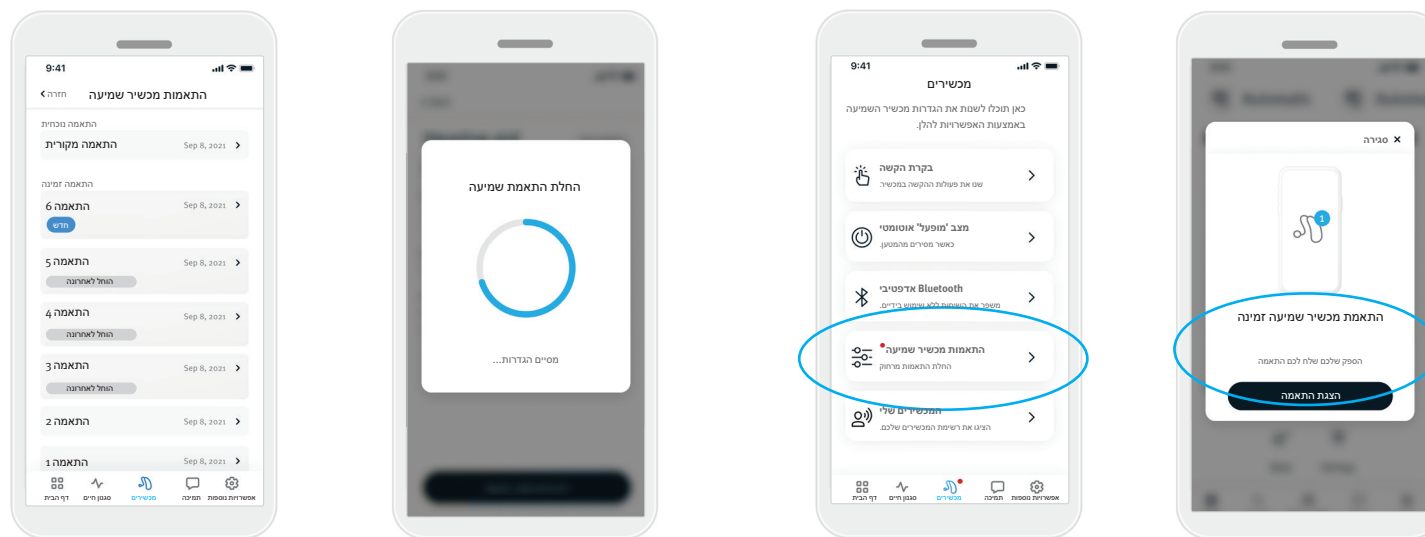 סגירה ×
1
התאמת מכשיר שמיעה זמינה
הספק שלכם שלח לכם התאמה
הצגת התאמה
9:41
מכשירים
כאן תוכלו לשנות את הגדרות מכשיר השמיעה
באמצעות האפשרויות להלן.
בקרת הקשה
שנו את פעולות ההקשה במכשיר.
מצב 'מופעל' אוטומטי
כאשר מסירים מהמטען.
Bluetooth אדפטיבי
משפר את השיחות ללא שימוש בידיים.
התאמות מכשיר שמיעה
החלת התאמות מרחוק
המכשירים שלי
הציגו את רשימת המכשירים שלכם.
דף הבית סגנון חיים מכשירים תמיכה אפשרויות נוספות
החלת התאמת שמיעה
מסיים הגדרות...
9:41
חזרה התאמות מכשיר שמיעה
התאמה נוכחית
התאמה מקורית Sep 8, 2021
התאמה זמינה
התאמה 6 Sep 8, 2021
חדש
התאמה 5 Sep 8, 2021
הוחל לאחרונה
התאמה 4 Sep 8, 2021
הוחל לאחרונה
התאמה 3 Sep 8, 2021
הוחל לאחרונה
התאמה 2 Sep 8, 2021
התאמה 1 Sep 8, 2021
דף הבית סגנון חיים מכשירים תמיכה אפשרויות נוספות